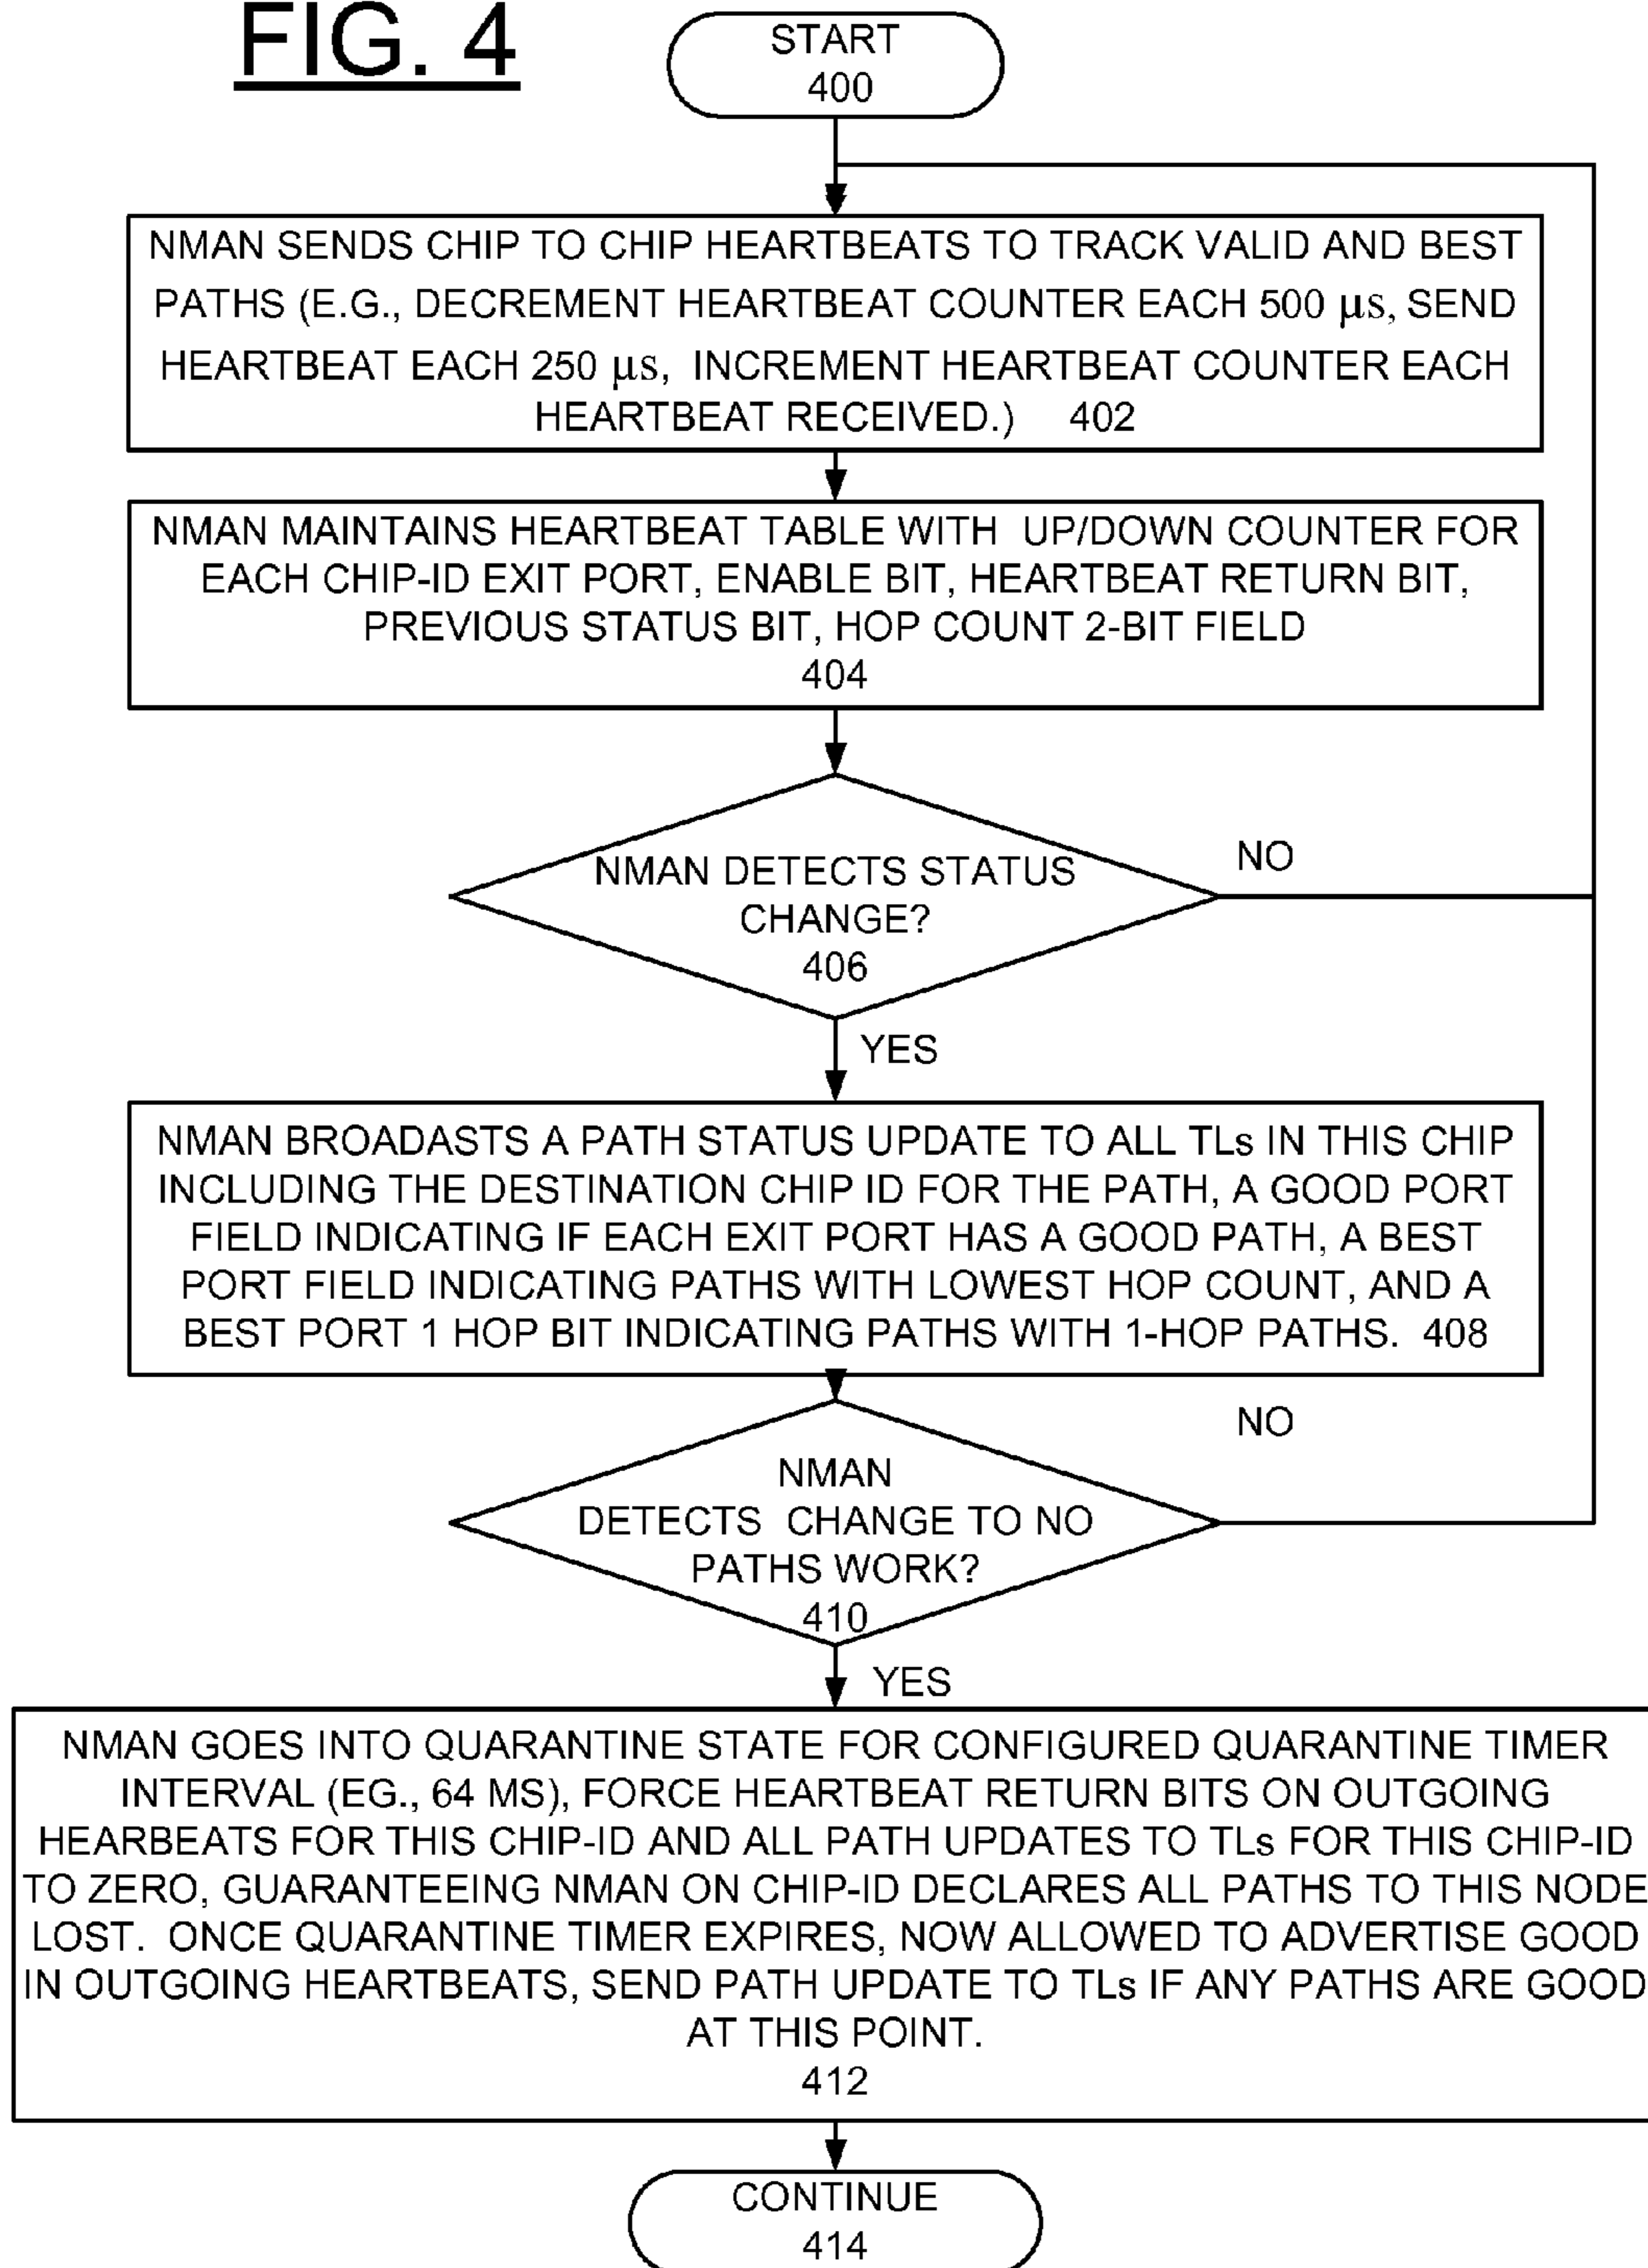 FIG. 4
START
400
NMAN SENDS CHIP TO CHIP HEARTBEATS TO TRACK VALID AND BEST
PATHS (E.G., DECREMENT HEARTBEAT COUNTER EACH 500 µs, SEND
HEARTBEAT EACH 250 µs, INCREMENT HEARTBEAT COUNTER EACH
HEARTBEAT RECEIVED.) 402
NMAN MAINTAINS HEARTBEAT TABLE WITH UP/DOWN COUNTER FOR
EACH CHIP-ID EXIT PORT, ENABLE BIT, HEARTBEAT RETURN BIT,
PREVIOUS STATUS BIT, HOP COUNT 2-BIT FIELD
404
NO
NMAN DETECTS STATUS
CHANGE?
406
YES
NMAN BROADASTS A PATH STATUS UPDATE TO ALL TLs IN THIS CHIP
INCLUDING THE DESTINATION CHIP ID FOR THE PATH, A GOOD PORT
FIELD INDICATING IF EACH EXIT PORT HAS A GOOD PATH, A BEST
PORT FIELD INDICATING PATHS WITH LOWEST HOP COUNT, AND A
BEST PORT 1 HOP BIT INDICATING PATHS WITH 1-HOP PATHS. 408
NO
NMAN
DETECTS CHANGE TO NO
PATHS WORK?
410
YES
NMAN GOES INTO QUARANTINE STATE FOR CONFIGURED QUARANTINE TIMER
INTERVAL (EG., 64 MS), FORCE HEARTBEAT RETURN BITS ON OUTGOING
HEARBEATS FOR THIS CHIP-ID AND ALL PATH UPDATES TO TLs FOR THIS CHIP-ID
TO ZERO, GUARANTEEING NMAN ON CHIP-ID DECLARES ALL PATHS TO THIS NODE
LOST. ONCE QUARANTINE TIMER EXPIRES, NOW ALLOWED TO ADVERTISE GOOD
IN OUTGOING HEARTBEATS, SEND PATH UPDATE TO TLs IF ANY PATHS ARE GOOD
AT THIS POINT.
412
CONTINUE
414